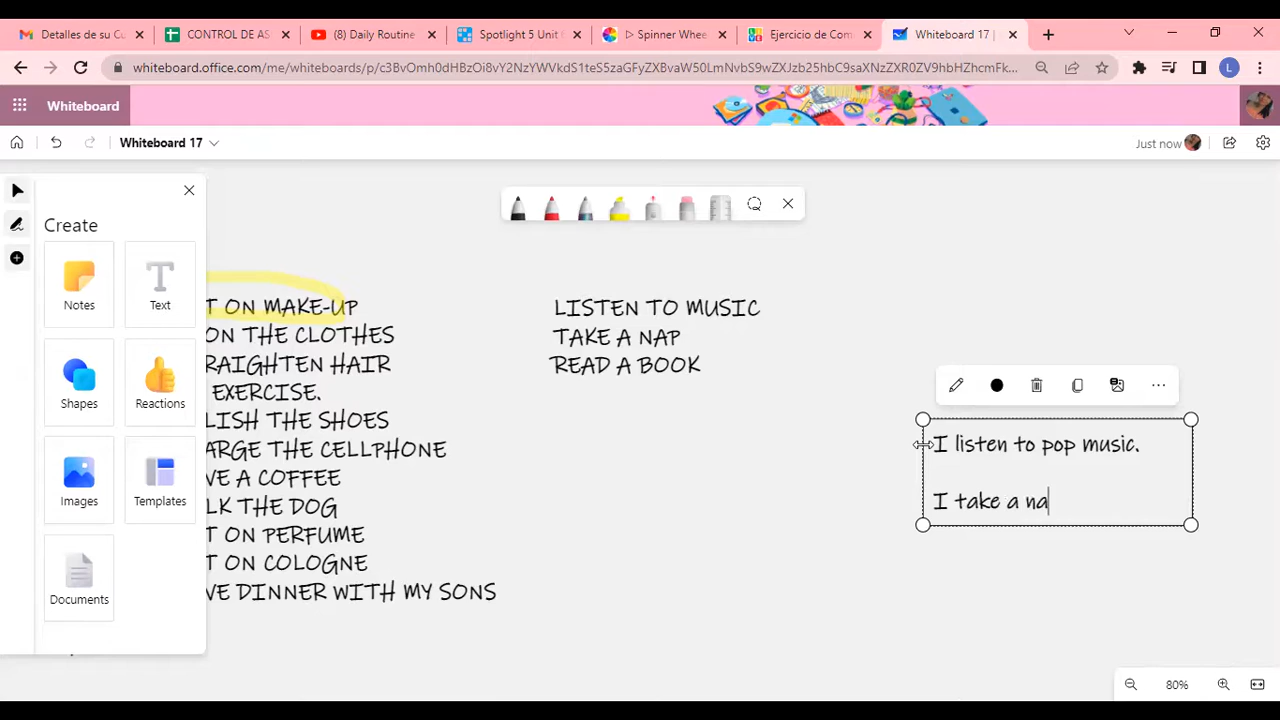 Detalles de su Cu
CONTROL DE AS
(8) Daily Routine
Spotlight 5 Unit
Spinner Whee
Ejercicio de Com
Whiteboard 17 |
whiteboard.office.com/me/whiteboards/p/c3BvOmh0dHBzOi8vY2NzYWVkdS1teS5zaGFyZXBvaW50LmNvbS9wZXJzb25hbC9saXNzZXR0ZV9hbHZhcmFk...
L
Whiteboard
Whiteboard 17
Just now
Create
Notes
Text
Shapes
Reactions
Images
Templates
Documents
T ON MAKE-UP
ON THE CLOTHES
RAIGHTEN HAIR
EXERCISE.
LISH THE SHOES
ARGE THE CELLPHONE
VE A COFFEE
LK THE DOG
T ON PERFUME
T ON COLOGNE
VE DINNER WITH MY SONS
LISTEN TO MUSIC
TAKE A NAP
READ A BOOK
I listen to pop music.
I take a na
80%